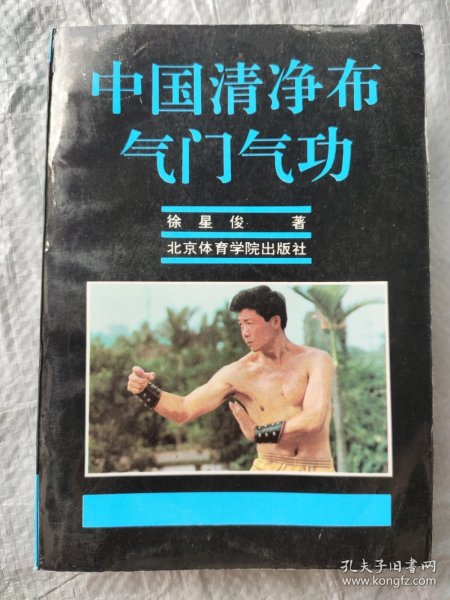 中国清净布
气门气功
徐星俊 著
北京体育学院出版社
孔夫子旧书网
www.kongfz.com